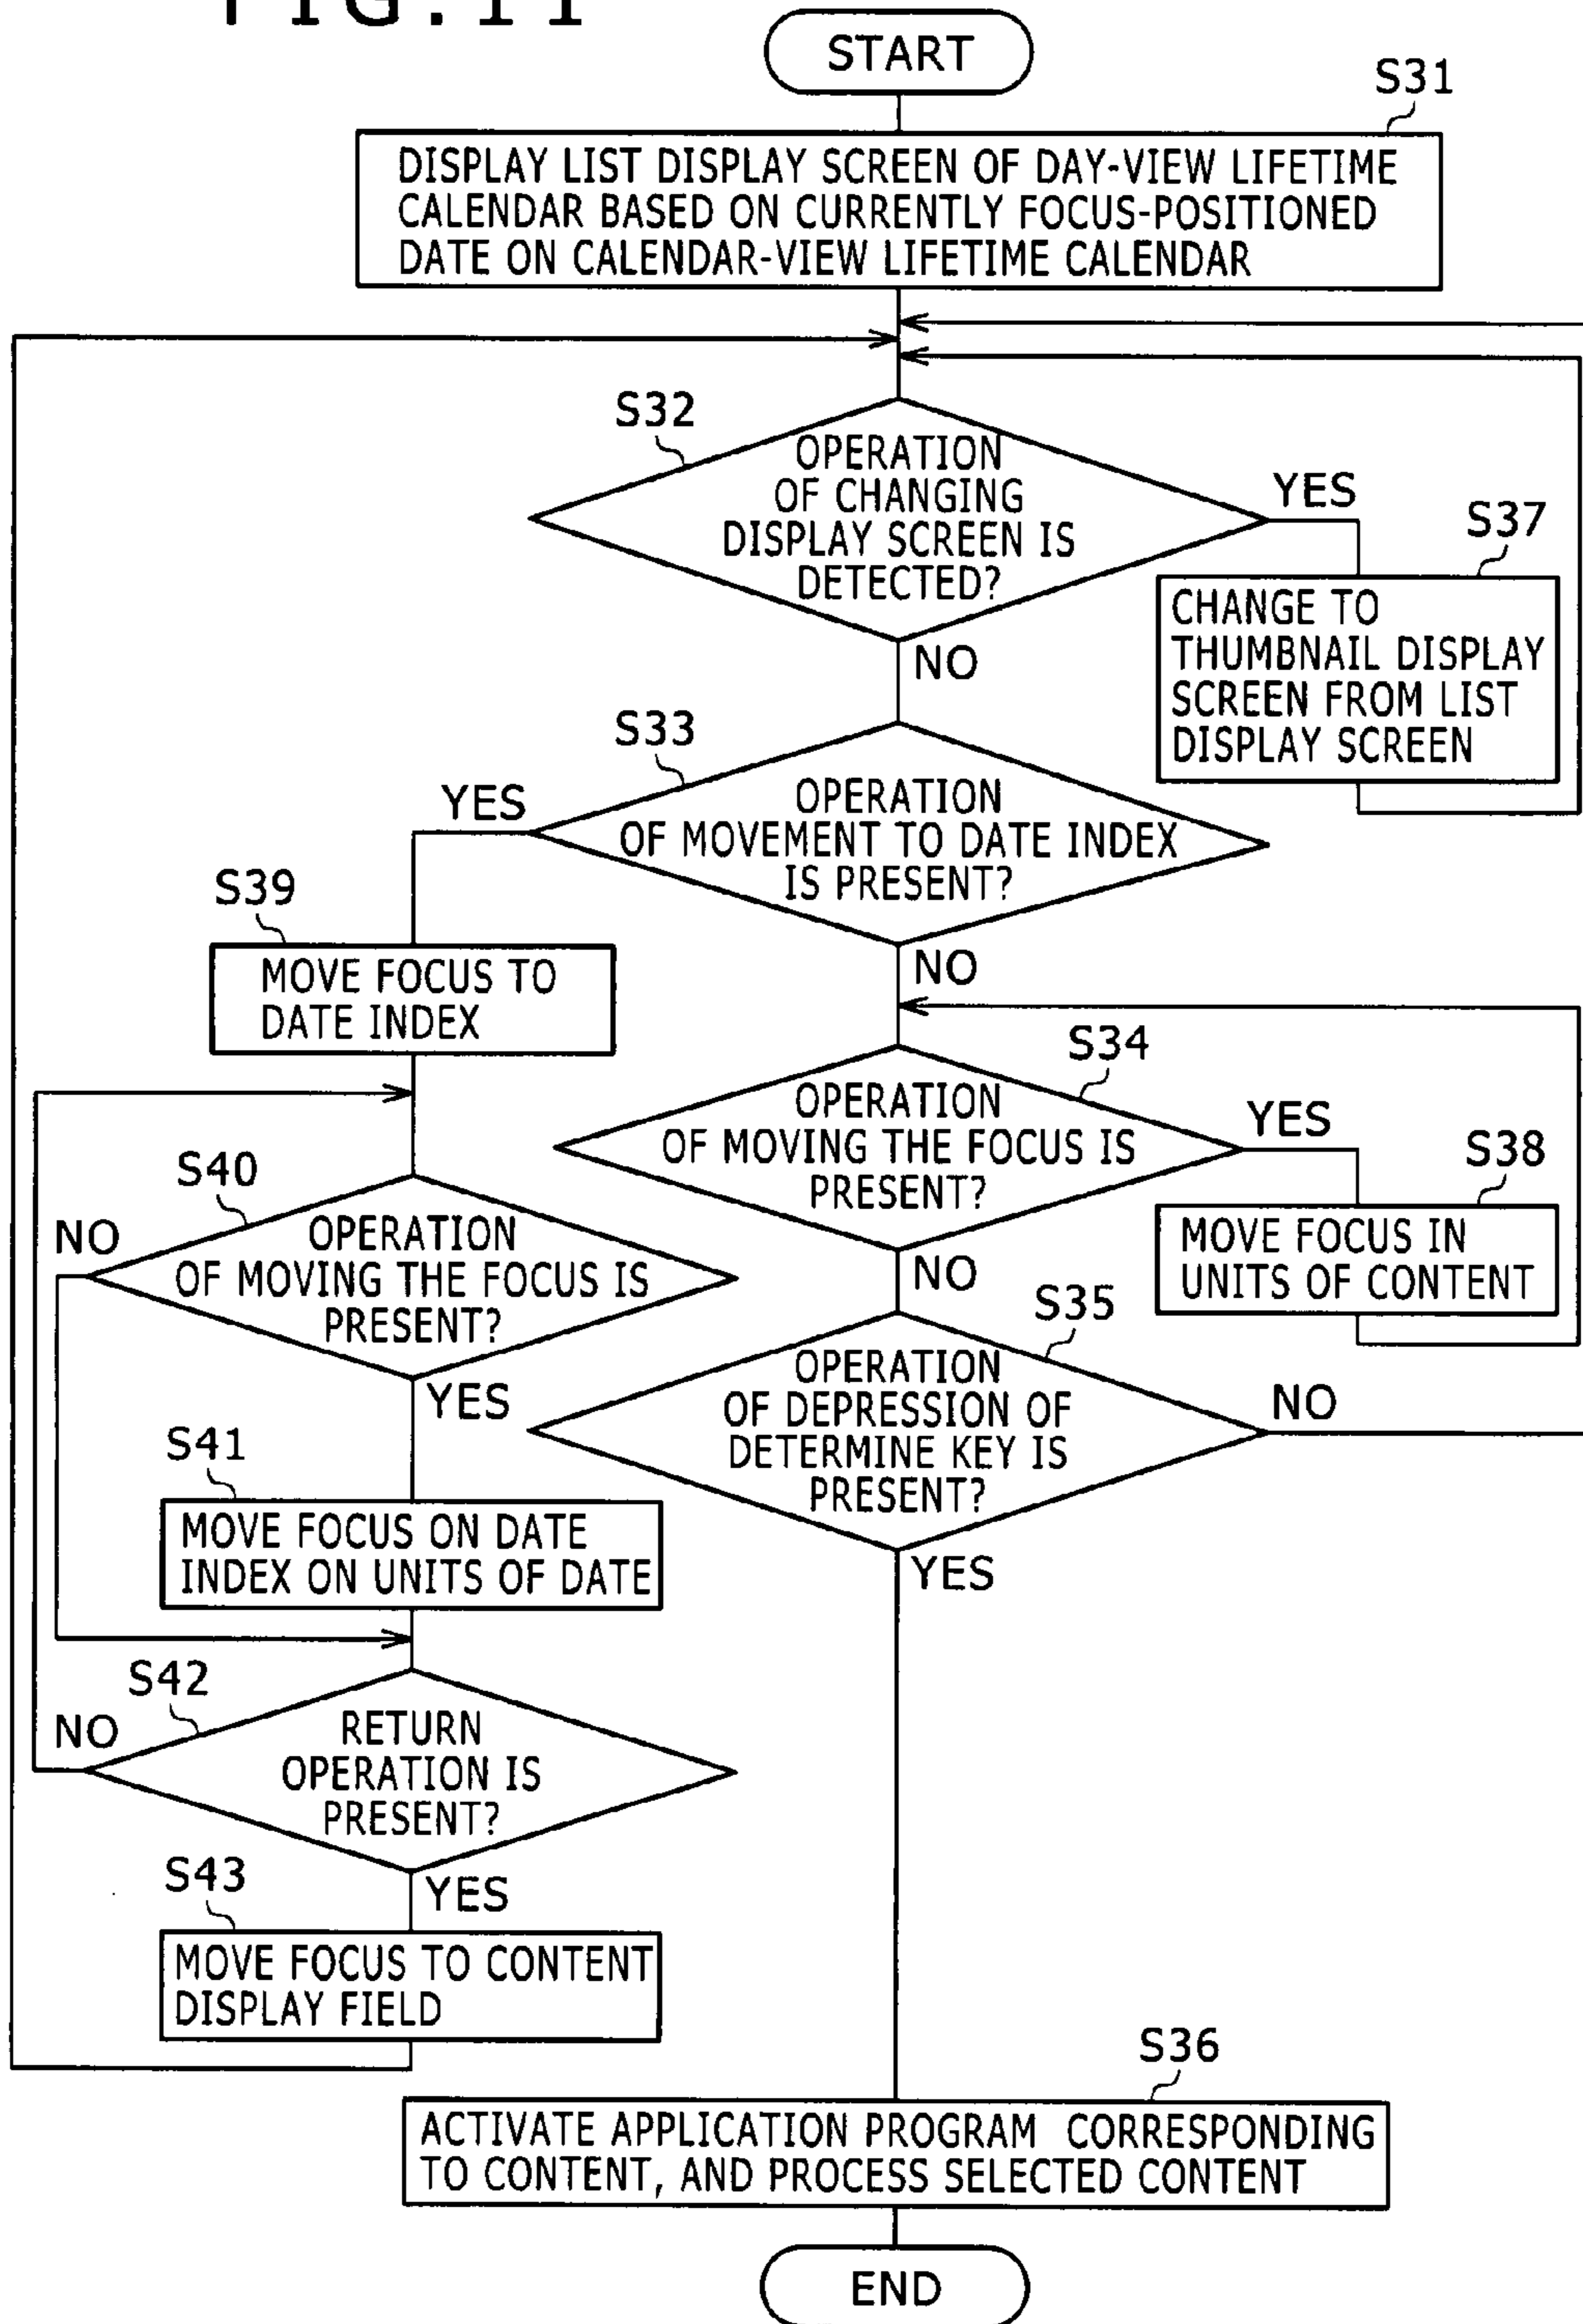 FIG.11
START
S31
DISPLAY LIST DISPLAY SCREEN OF DAY-VIEW LIFETIME
CALENDAR BASED ON CURRENTLY FOCUS-POSITIONED
DATE ON CALENDAR-VIEW LIFETIME CALENDAR
S32
OPERATION
OF CHANGING
DISPLAY SCREEN IS
DETECTED?
YES
S37
CHANGE TO
THUMBNAIL DISPLAY
SCREEN FROM LIST
DISPLAY SCREEN
NO
S33
YES
OPERATION
OF MOVEMENT TO DATE INDEX
IS PRESENT?
S39
MOVE FOCUS TO
DATE INDEX
NO
S34
OPERATION
OF MOVING THE FOCUS IS
PRESENT?
YES
S38
MOVE FOCUS IN
UNITS OF CONTENT
S40
NO
OPERATION
OF MOVING THE FOCUS IS
PRESENT?
NO
S35
OPERATION
OF DEPRESSION OF
DETERMINE KEY IS
PRESENT?
NO
YES
S41
MOVE FOCUS ON DATE
INDEX ON UNITS OF DATE
YES
S42
NO
RETURN
OPERATION IS
PRESENT?
S43
YES
MOVE FOCUS TO CONTENT
DISPLAY FIELD
S36
ACTIVATE APPLICATION PROGRAM CORRESPONDING
TO CONTENT, AND PROCESS SELECTED CONTENT
END